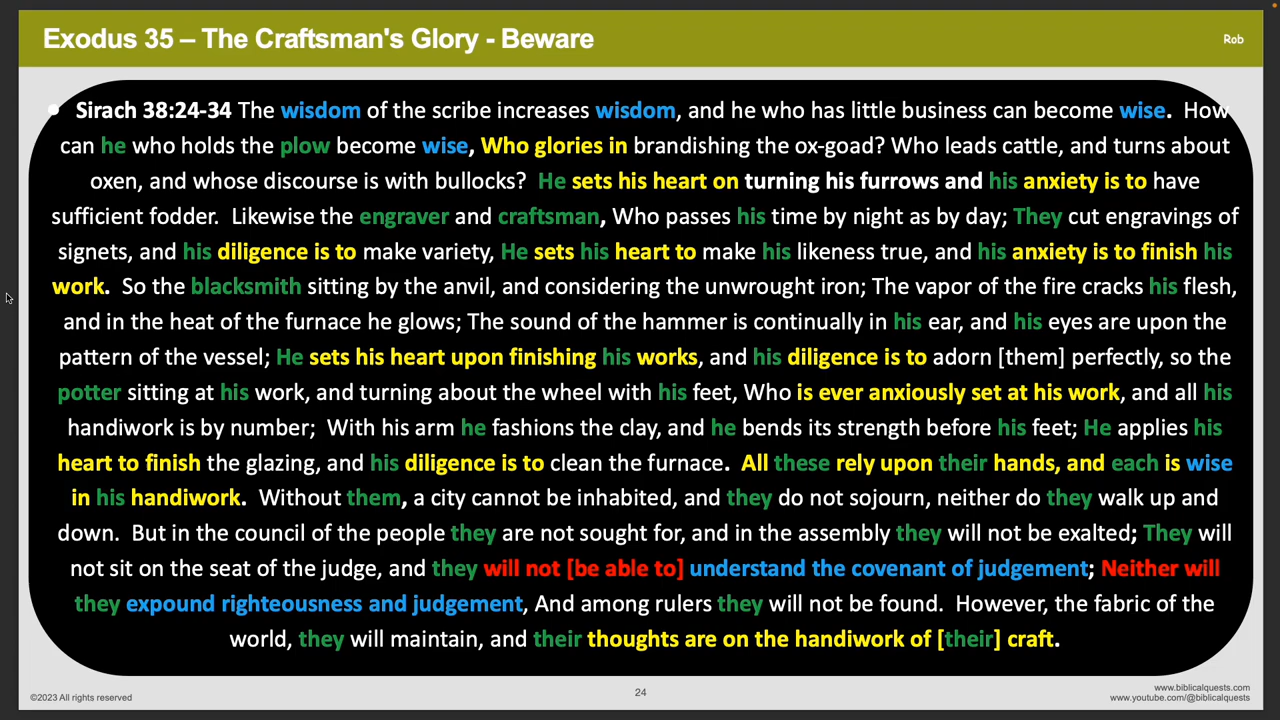 Exodus 35 – The Craftsman's Glory - Beware
Rob
• Sirach 38:24-34 The wisdom of the scribe increases wisdom, and he who has little business can become wise.  How
can he who holds the plow become wise, Who glories in brandishing the ox-goad? Who leads cattle, and turns about
oxen, and whose discourse is with bullocks?  He sets his heart on turning his furrows and his anxiety is to have
sufficient fodder.  Likewise the engraver and craftsman, Who passes his time by night as by day; They cut engravings of
signets, and his diligence is to make variety, He sets his heart to make his likeness true, and his anxiety is to finish his
work.  So the blacksmith sitting by the anvil, and considering the unwrought iron; The vapor of the fire cracks his flesh,
and in the heat of the furnace he glows; The sound of the hammer is continually in his ear, and his eyes are upon the
pattern of the vessel; He sets his heart upon finishing his works, and his diligence is to adorn [them] perfectly, so the
potter sitting at his work, and turning about the wheel with his feet, Who is ever anxiously set at his work, and all his
handiwork is by number;  With his arm he fashions the clay, and he bends its strength before his feet; He applies his
heart to finish the glazing, and his diligence is to clean the furnace.  All these rely upon their hands, and each is wise
in his handiwork.  Without them, a city cannot be inhabited, and they do not sojourn, neither do they walk up and
down.  But in the council of the people they are not sought for, and in the assembly they will not be exalted; They will
not sit on the seat of the judge, and they will not [be able to] understand the covenant of judgement; Neither will
they expound righteousness and judgement, And among rulers they will not be found.  However, the fabric of the
world, they will maintain, and their thoughts are on the handiwork of [their] craft.
©2023 All rights reserved
24
www.biblicalquests.com
www.youtube.com/@biblicalquests